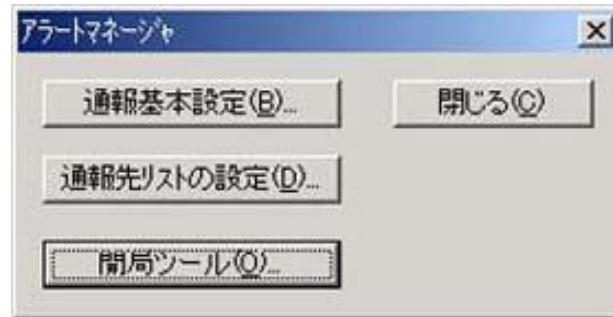 アラートマネージャ
通報基本設定(B)...
閉じる(C)
通報先リストの設定(D)...
開局ツール(O)...